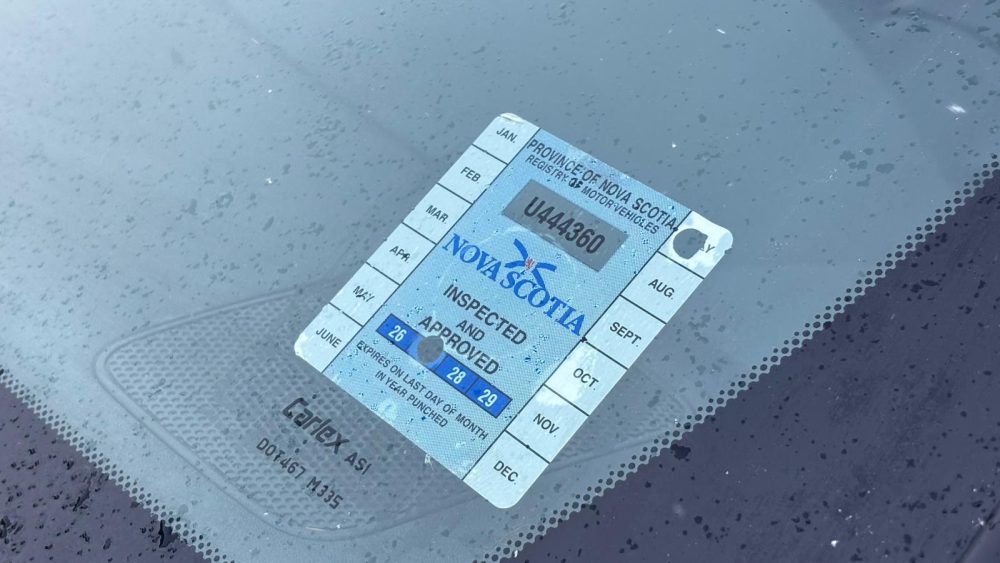 PROVINCE OF NOVA SCOTIA
REGISTRY OF MOTOR VEHICLES
U444360
NOVA SCOTIA
INSPECTED
AND
APPROVED
26 28 29
EXPIRES ON LAST DAY OF MONTH
IN YEAR PUNCHED
JAN.
FEB
MAR
APR.
MAY
JUNE
AUG.
SEPT.
OCT.
NOV.
DEC.
Carlex ASI
DOT467 M335